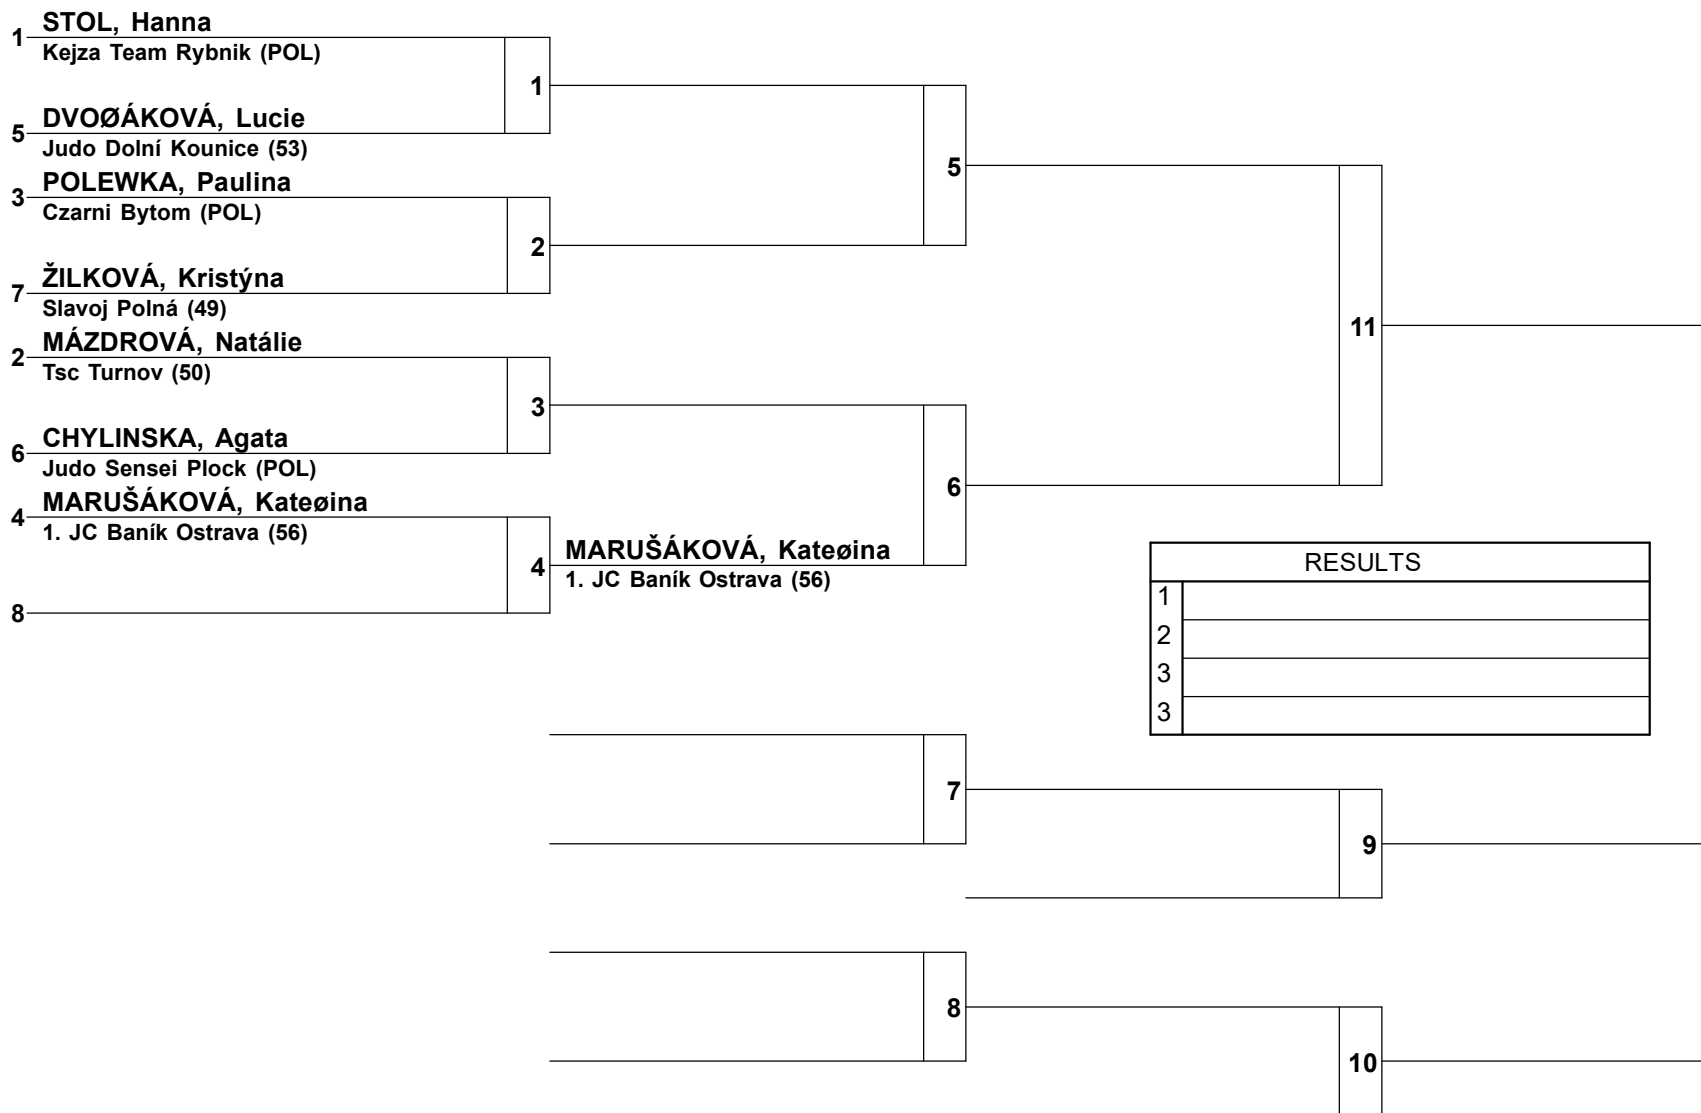 1 STOL, Hanna
Kejza Team Rybnik (POL)
1
5 DVOØÁKOVÁ, Lucie
Judo Dolní Kounice (53)
5
3 POLEWKA, Paulina
Czarni Bytom (POL)
2
7 ŽILKOVÁ, Kristýna
Slavoj Polná (49)
11
2 MÁZDROVÁ, Natálie
Tsc Turnov (50)
3
6 CHYLINSKA, Agata
Judo Sensei Plock (POL)
6
4 MARUŠÁKOVÁ, Kateøina
1. JC Baník Ostrava (56)
4
MARUŠÁKOVÁ, Kateøina
1. JC Baník Ostrava (56)
8
RESULTS
1
2
3
3
7
9
8
10